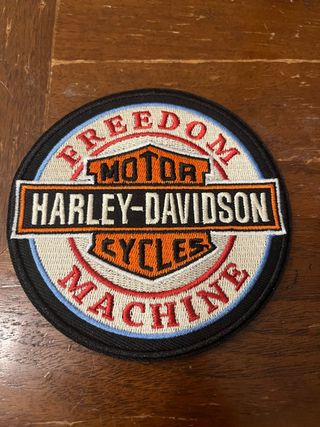 FREEDOM
MOTOR
HARLEY-DAVIDSON
CYCLES
MACHINE